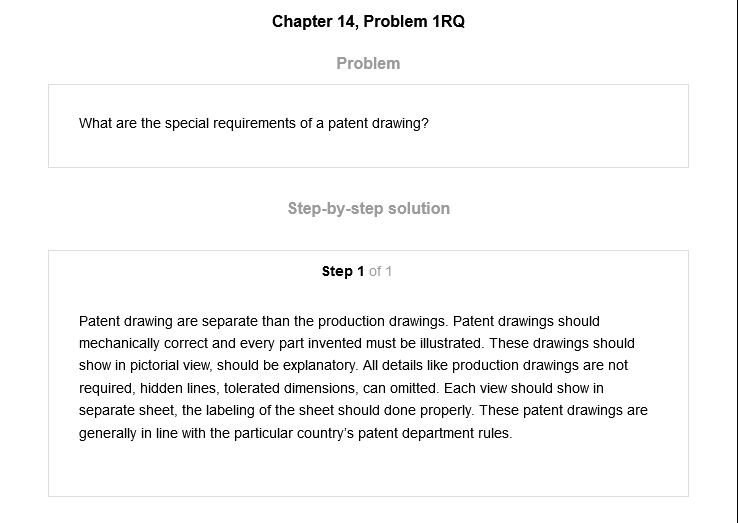 Chapter 14, Problem 1RQ
Problem
What are the special requirements of a patent drawing?
Step-by-step solution
Step 1 of 1
Patent drawing are separate than the production drawings. Patent drawings should
mechanically correct and every part invented must be illustrated. These drawings should
show in pictorial view, should be explanatory. All details like production drawings are not
required, hidden lines, tolerated dimensions, can omitted. Each view should show in
separate sheet, the labeling of the sheet should done properly. These patent drawings are
generally in line with the particular country's patent department rules.